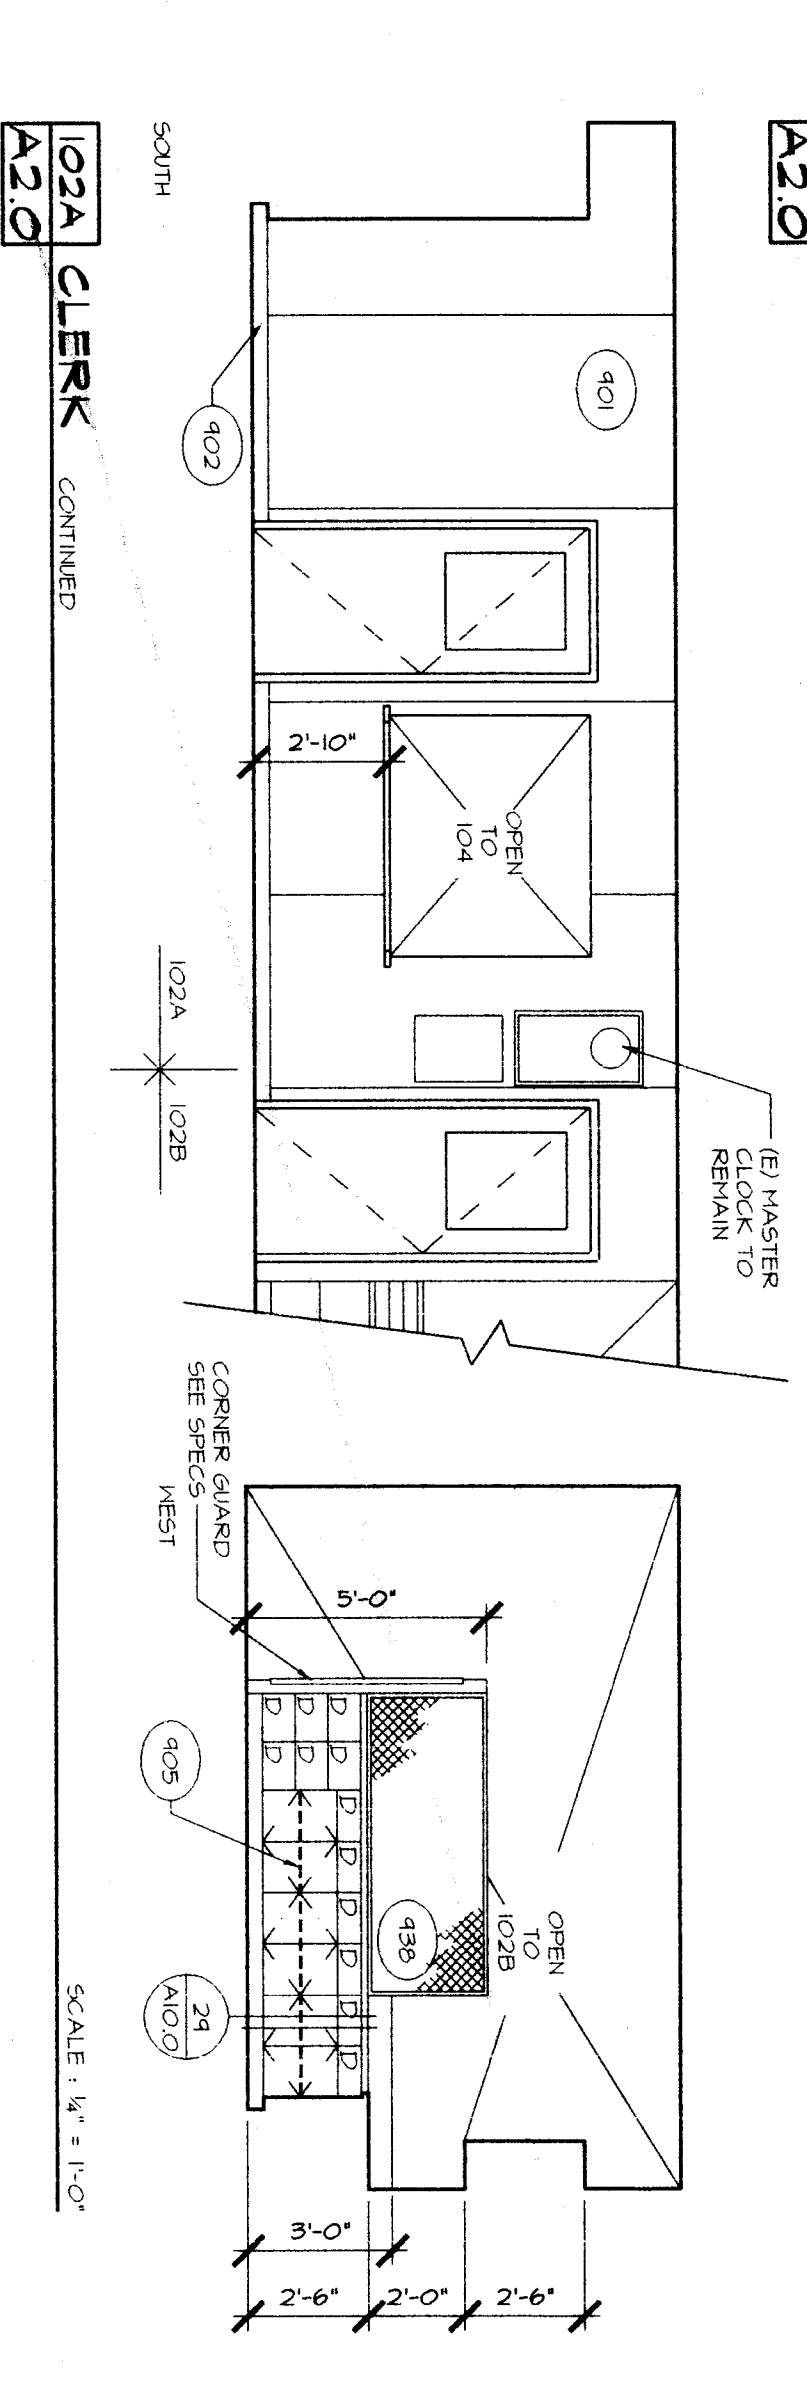 A2.0
901
902
2'-10"
OPEN
TO
104
(E) MASTER
CLOCK TO
REMAIN
SOUTH
102A
102B
5'-0"
OPEN
TO
102B
938
D D D D D D D D
D D
D D
905
29
A10.0
CORNER GUARD
SEE SPECS
WEST
3'-0"
2'-6"
2'-0"
2'-6"
102A
A2.0
CLERK CONTINUED
SCALE : 1/4" = 1'-0"